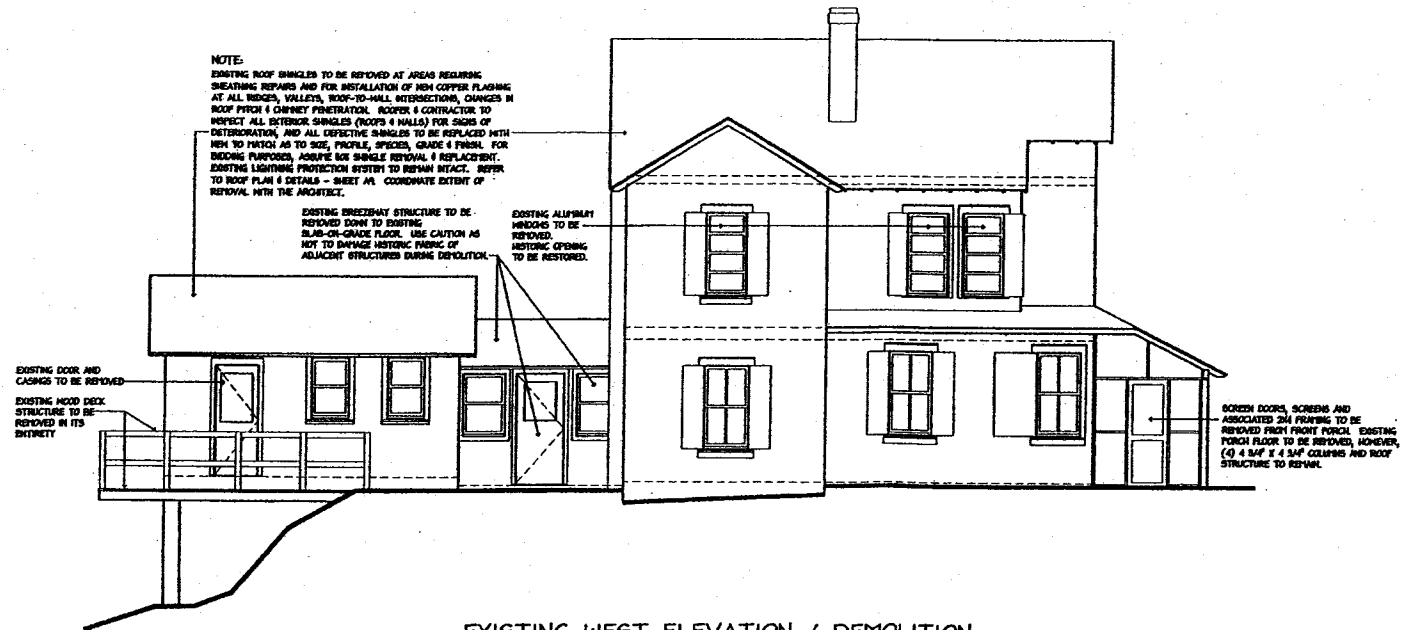 NOTE:
EXISTING ROOF SHINGLES TO BE REMOVED AT AREAS REQUIRING
SHEATHING REPAIRS AND FOR INSTALLATION OF NEW COPPER FLASHING
AT ALL RIDGES, VALLEYS, ROOF-TO-WALL INTERSECTIONS, CHANGES IN
ROOF PITCH & CHIMNEY PENETRATION. ROOFER & CONTRACTOR TO
INSPECT ALL EXTERIOR SHINGLES (ROOFS & WALLS) FOR SIGNS OF
DETERIORATION, AND ALL DEFECTIVE SHINGLES TO BE REPLACED WITH
NEW TO MATCH AS TO SIZE, PROFILE, SPECIES, GRADE & FINISH. FOR
BIDDING PURPOSES, ASSUME SHINGLE REMOVAL & REPLACEMENT.
EXISTING LIGHTNING PROTECTION SYSTEM TO REMAIN INTACT. REFER
TO ROOF PLAN & DETAILS - SHEET COORDINATE EXTENT OF
REMOVAL WITH THE ARCHITECT.
EXISTING BREEZEWAY STRUCTURE TO BE
REMOVED DOWN TO EXISTING
SLAB-ON-GRADE FLOOR. USE CAUTION AS
NOT TO DAMAGE HISTORIC FABRIC OF
ADJACENT STRUCTURES DURING DEMOLITION.
EXISTING ALUMINUM
WINDOWS TO BE
REMOVED.
HISTORIC OPENING
TO BE RESTORED.
EXISTING DOOR AND
CASINGS TO BE REMOVED
EXISTING WOOD DECK
STRUCTURE TO BE
REMOVED IN ITS
ENTIRETY
SCREEN DOORS, SCREENS AND
ASSOCIATED 2X4 FRAMING TO BE
REMOVED FROM FRONT PORCH. EXISTING
PORCH FLOOR TO BE REMOVED, HOWEVER,
(4) 4 3/4" X 4 3/4" COLUMNS AND ROOF
STRUCTURE TO REMAIN.
EXISTING WEST ELEVATION / DEMOLITION